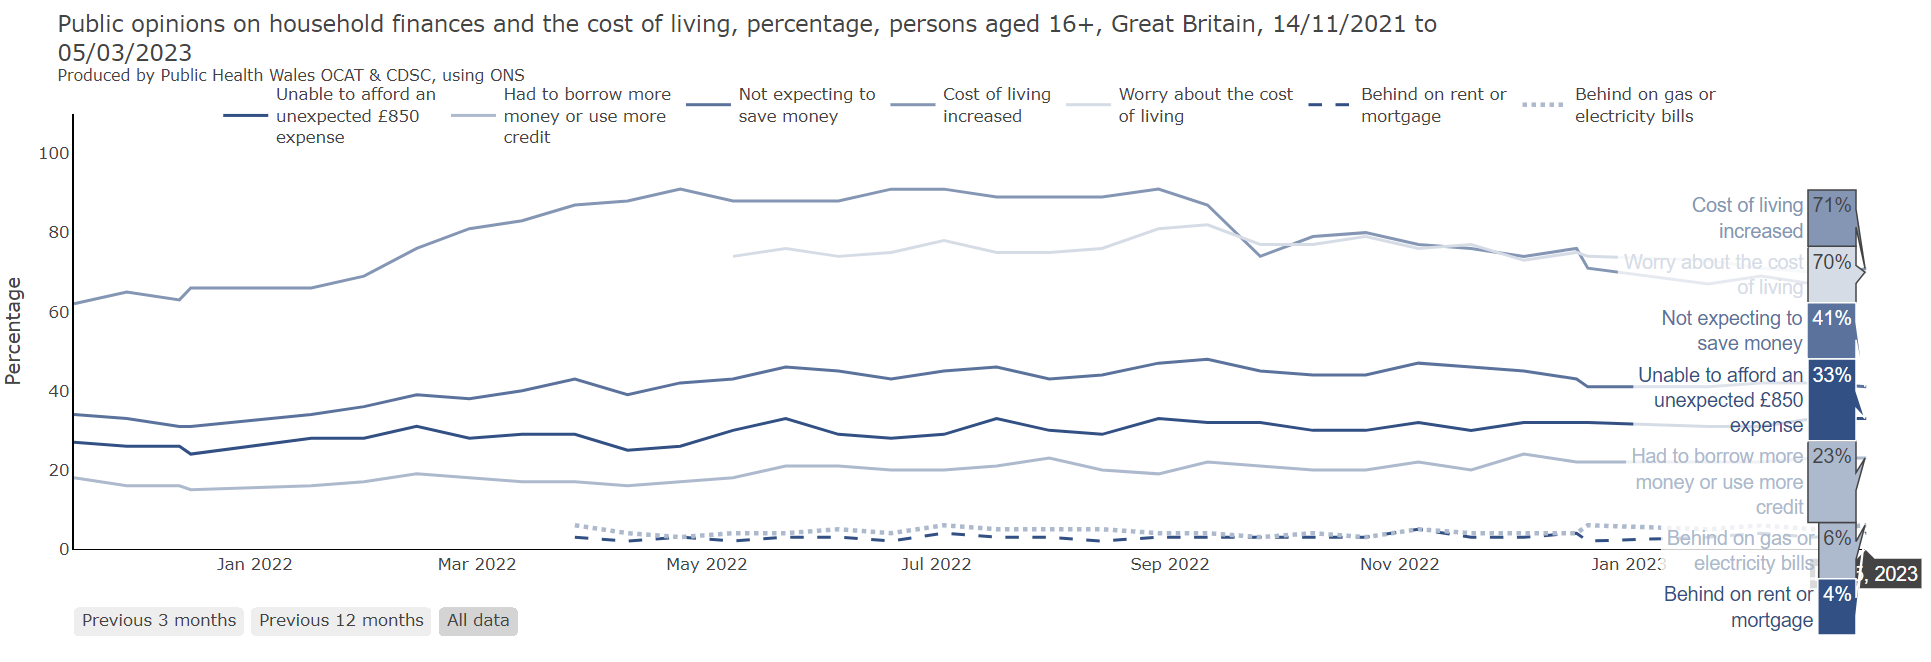 Public opinions on household finances and the cost of living, percentage, persons aged 16+, Great Britain, 14/11/2021 to
05/03/2023
Produced by Public Health Wales OCAT & CDSC, using ONS
Unable to afford an
unexpected £850
expense
Had to borrow more
money or use more
credit
Not expecting to
save money
Cost of living
increased
Worry about the cost
of living
Behind on rent or
mortgage
Behind on gas or
electricity bills
Percentage
100
80
60
40
20
0
Jan 2022
Mar 2022
May 2022
Jul 2022
Sep 2022
Nov 2022
Jan 2023
Cost of living
increased
71%
Worry about the cost
of living
70%
Not expecting to
save money
41%
Unable to afford an
unexpected £850
expense
33%
Had to borrow more
money or use more
credit
23%
Behind on gas or
electricity bills
6%
Behind on rent or
mortgage
4%
, 2023
Previous 3 months
Previous 12 months
All data